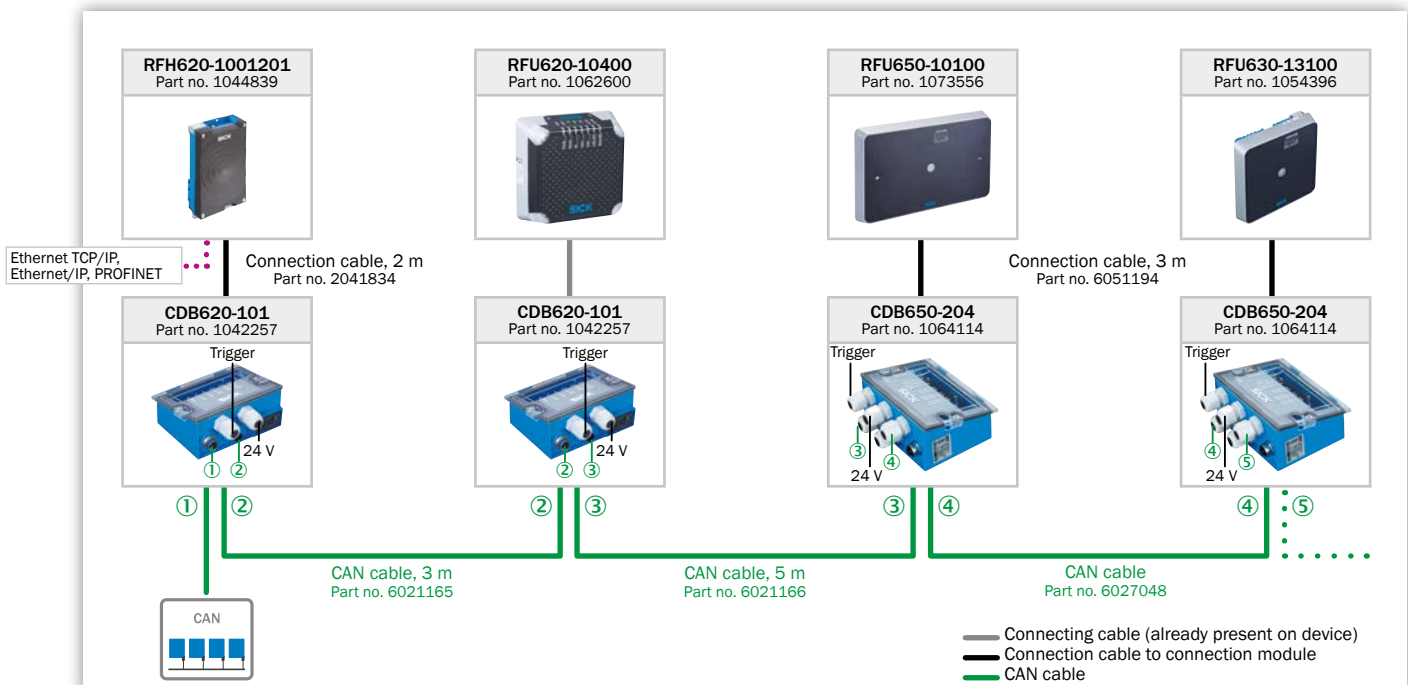 RFH620-1001201
Part no. 1044839
RFU620-10400
Part no. 1062600
RFU650-10100
Part no. 1073556
RFU630-13100
Part no. 1054396
SICK
SICK
Ethernet TCP/IP,
Ethernet/IP, PROFINET
Connection cable, 2 m
Part no. 2041834
Connection cable, 3 m
Part no. 6051194
CDB620-101
Part no. 1042257
CDB620-101
Part no. 1042257
CDB650-204
Part no. 1064114
CDB650-204
Part no. 1064114
Trigger
24 V
① ②
Trigger
24 V
② ③
Trigger
SICK
③ ④
24 V
Trigger
SICK
④ ⑤
24 V
① ②
② ③
③ ④
④ ⑤
CAN cable, 3 m
Part no. 6021165
CAN cable, 5 m
Part no. 6021166
CAN cable
Part no. 6027048
CAN
Connecting cable (already present on device)
Connection cable to connection module
CAN cable